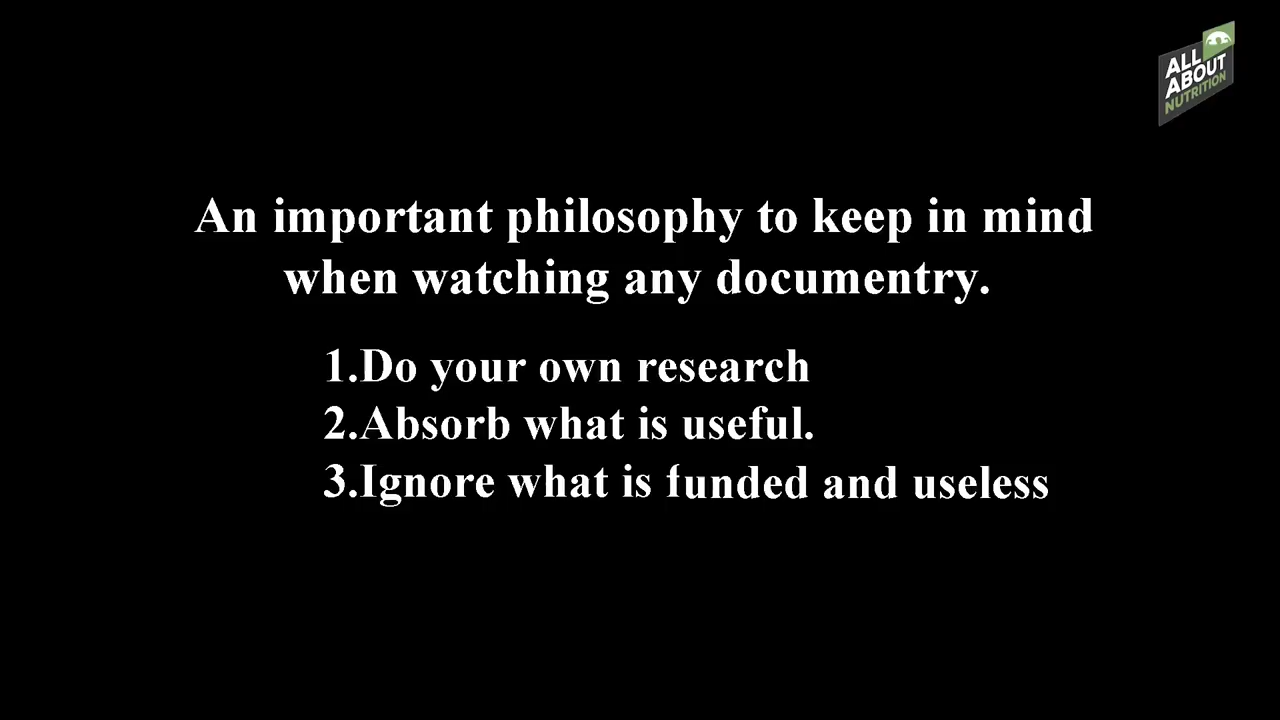 ALL
ABOUT
NUTRITION
An important philosophy to keep in mind
when watching any documentry.
1.Do your own research
2.Absorb what is useful.
3.Ignore what is funded and useless